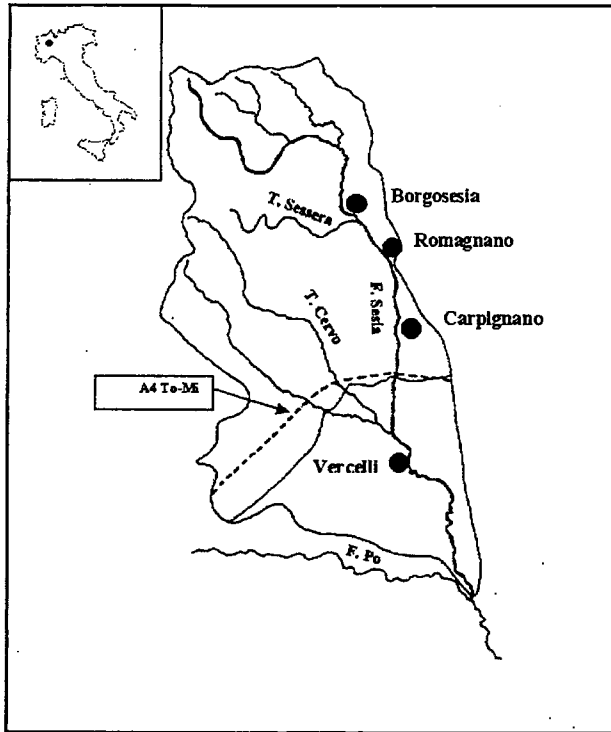 Borgosesia
T. Sessera
Romagnano
F. Sesia
T. Cervo
Carpignano
A4 To-Mi
Vercelli
F. Po